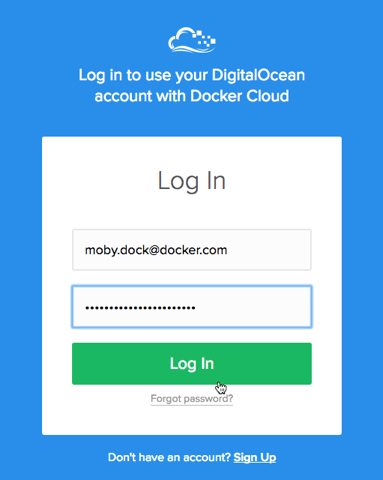 Log in to use your DigitalOcean
account with Docker Cloud
Log In
moby.dock@docker.com
•••••••••••••••••••••••
Log In
Forgot password?
Don't have an account? Sign Up